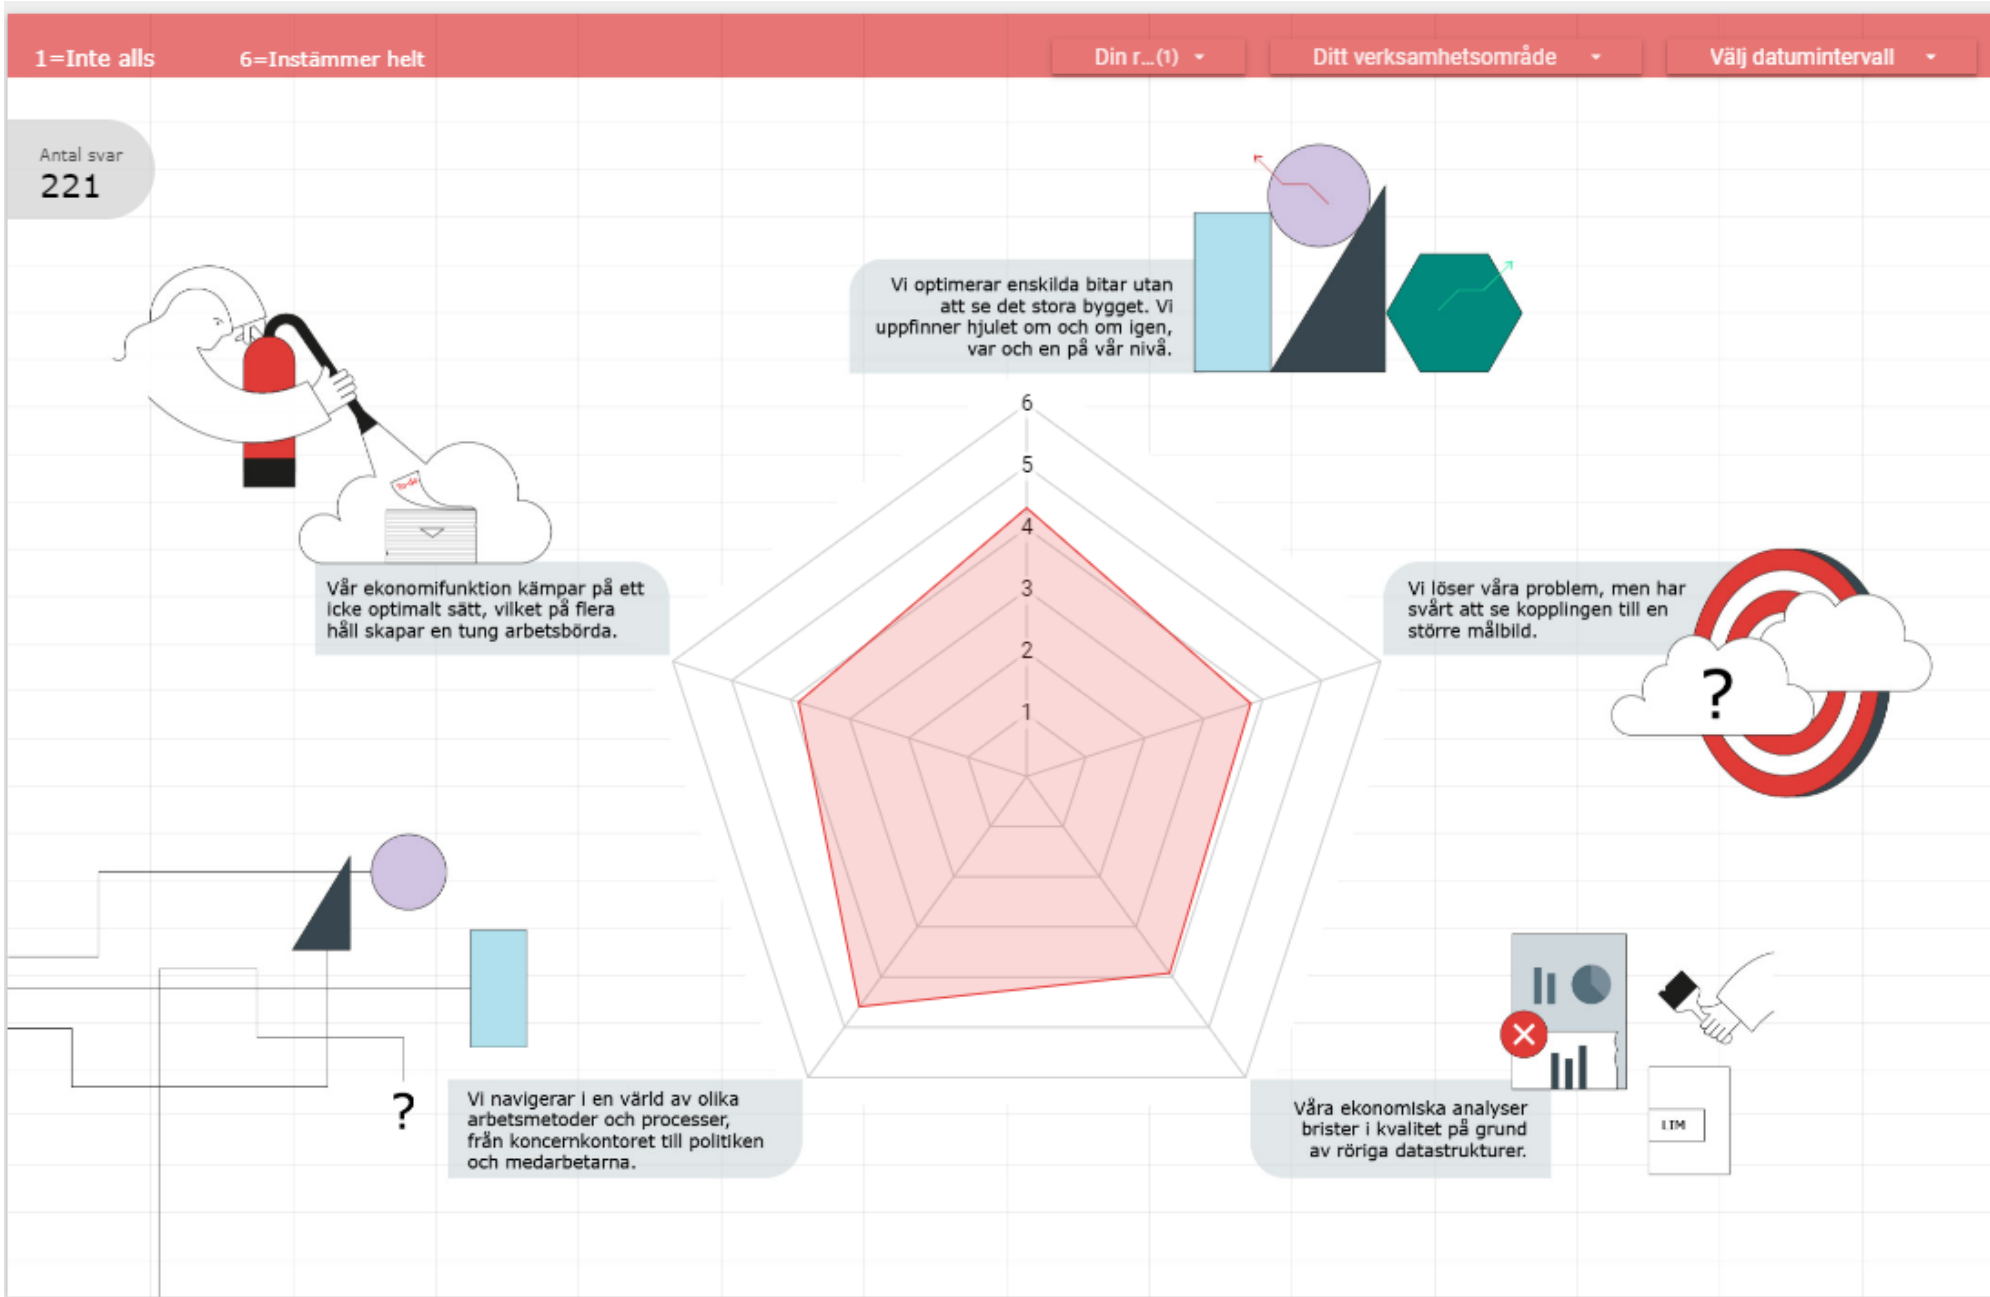 1=Inte alls
6=Instämmer helt
Din r...(1)
Ditt verksamhetsområde
Välj datumintervall
Antal svar
221
Vi optimerar enskilda bitar utan
att se det stora bygget. Vi
uppfinner hjulet om och om igen,
var och en på vår nivå.
To-do
6
5
4
3
2
1
Vår ekonomifunktion kämpar på ett
icke optimalt sätt, vilket på flera
håll skapar en tung arbetsbörda.
Vi löser våra problem, men har
svårt att se kopplingen till en
större målbild.
?
?
Vi navigerar i en värld av olika
arbetsmetoder och processer,
från koncernkontoret till politiken
och medarbetarna.
Våra ekonomiska analyser
brister i kvalitet på grund
av röriga datastrukturer.
LIM